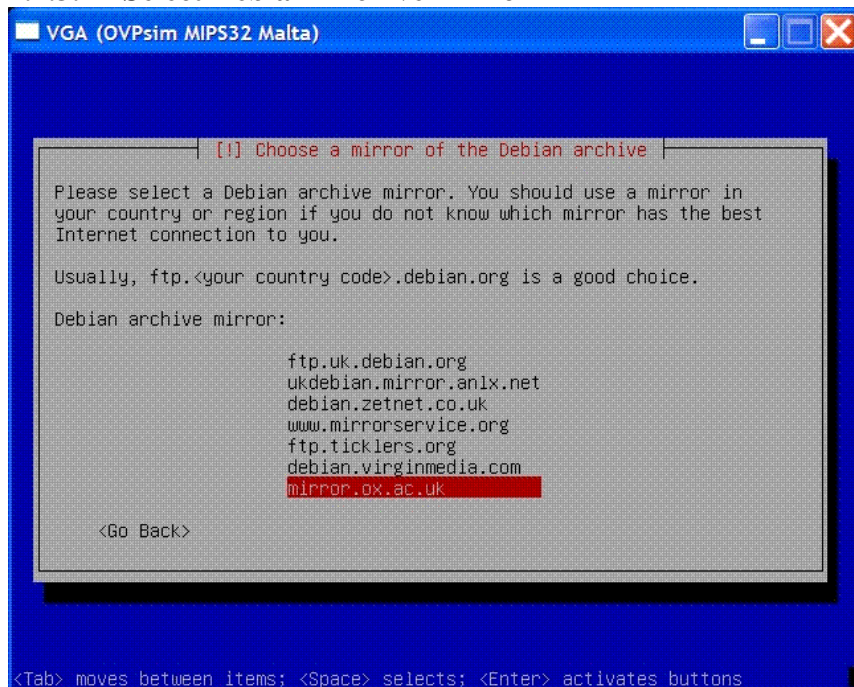 VGA (OVPsim MIPS32 Malta)
[!] Choose a mirror of the Debian archive
Please select a Debian archive mirror. You should use a mirror in
your country or region if you do not know which mirror has the best
Internet connection to you.
Usually, ftp.<your country code>.debian.org is a good choice.
Debian archive mirror:
ftp.uk.debian.org
ukdebian.mirror.anlx.net
debian.zetnet.co.uk
www.mirrorservice.org
ftp.ticklers.org
debian.virginmedia.com
mirror.ox.ac.uk
<Go Back>
<Tab> moves between items; <Space> selects; <Enter> activates buttons